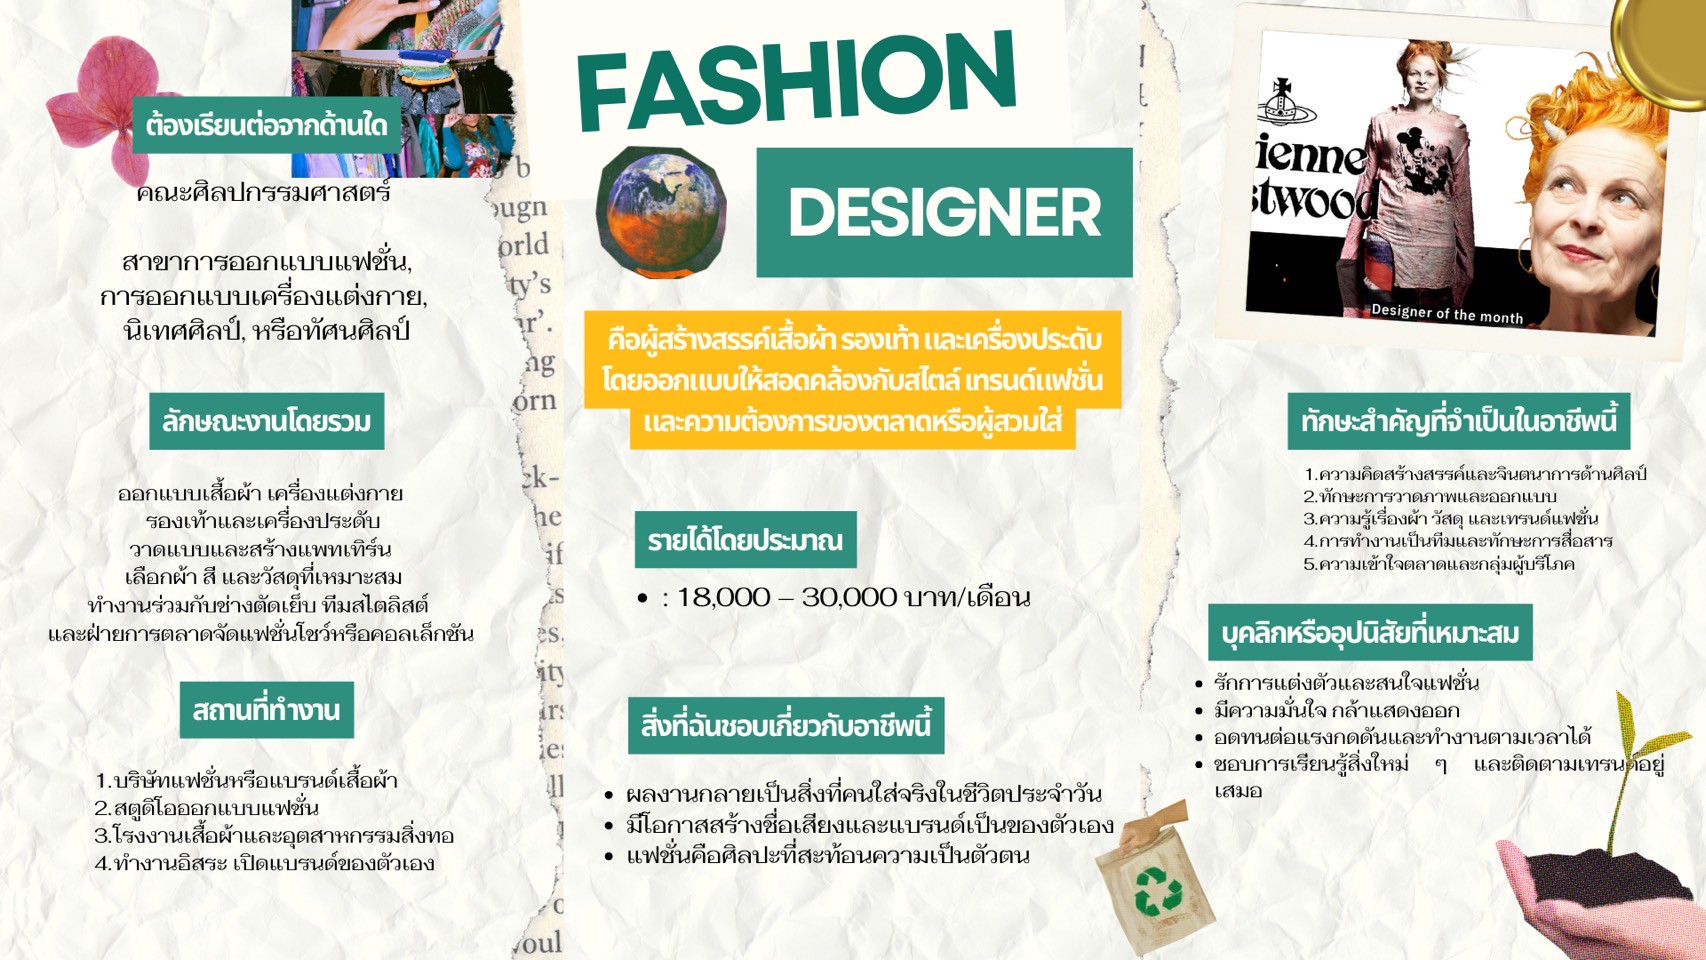 FASHION
DESIGNER
คือผู้สร้างสรรค์เสื้อผ้า รองเท้า และเครื่องประดับ
โดยออกแบบให้สอดคล้องกับสไตล์ เทรนด์แฟชั่น
และความต้องการของตลาดหรือผู้สวมใส่
ต้องเรียนต่อจากด้านใด
คณะศิลปกรรมศาสตร์
สาขาการออกแบบแฟชั่น,
การออกแบบเครื่องแต่งกาย,
นิเทศศิลป์, หรือทัศนศิลป์
ลักษณะงานโดยรวม
ออกแบบเสื้อผ้า เครื่องแต่งกาย
รองเท้าและเครื่องประดับ
วาดแบบและสร้างแพทเทิร์น
เลือกผ้า สี และวัสดุที่เหมาะสม
ทำงานร่วมกับช่างตัดเย็บ ทีมสไตลิสต์
และฝ่ายการตลาดจัดแฟชั่นโชว์หรือคอลเล็กชัน
สถานที่ทำงาน
1.บริษัทแฟชั่นหรือแบรนด์เสื้อผ้า
2.สตูดิโอออกแบบแฟชั่น
3.โรงงานเสื้อผ้าและอุตสาหกรรมสิ่งทอ
4.ทำงานอิสระ เปิดแบรนด์ของตัวเอง
รายได้โดยประมาณ
• : 18,000 – 30,000 บาท/เดือน
สิ่งที่ฉันชอบเกี่ยวกับอาชีพนี้
• ผลงานกลายเป็นสิ่งที่คนใส่จริงในชีวิตประจำวัน
• มีโอกาสสร้างชื่อเสียงและแบรนด์เป็นของตัวเอง
• แฟชั่นคือศิลปะที่สะท้อนความเป็นตัวตน
ienne
stwood
Designer of the month
ทักษะสำคัญที่จำเป็นในอาชีพนี้
1.ความคิดสร้างสรรค์และจินตนาการด้านศิลป์
2.ทักษะการวาดภาพและออกแบบ
3.ความรู้เรื่องผ้า วัสดุ และเทรนด์แฟชั่น
4.การทำงานเป็นทีมและทักษะการสื่อสาร
5.ความเข้าใจตลาดและกลุ่มผู้บริโภค
บุคลิกหรืออุปนิสัยที่เหมาะสม
• รักการแต่งตัวและสนใจแฟชั่น
• มีความมั่นใจ กล้าแสดงออก
• อดทนต่อแรงกดดันและทำงานตามเวลาได้
• ชอบการเรียนรู้สิ่งใหม่ ๆ และติดตามเทรนด์อยู่
เสมอ